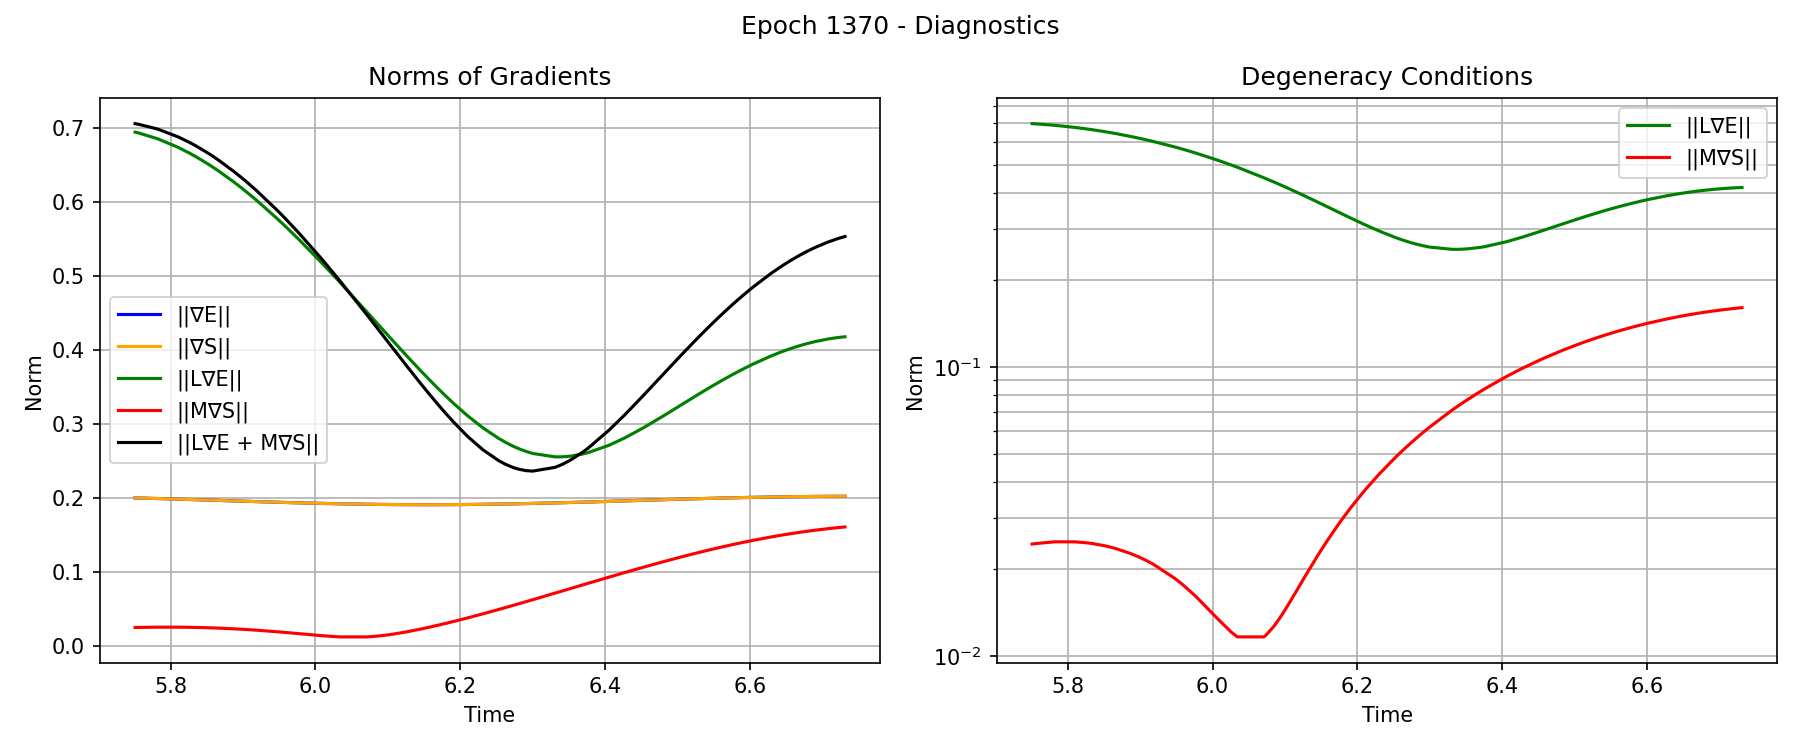 Epoch 1370 - Diagnostics
Norms of Gradients
Norm
0.7
0.6
0.5
0.4
0.3
0.2
0.1
0.0
||∇E||
||∇S||
||L∇E||
||M∇S||
||L∇E + M∇S||
5.8 6.0 6.2 6.4 6.6
Time
Degeneracy Conditions
Norm
10⁻¹
10⁻²
||L∇E||
||M∇S||
5.8 6.0 6.2 6.4 6.6
Time